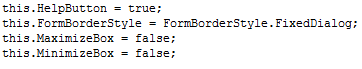 this.HelpButton = true;
this.FormBorderStyle = FormBorderStyle.FixedDialog;
this.MaximizeBox = false;
this.MinimizeBox = false;